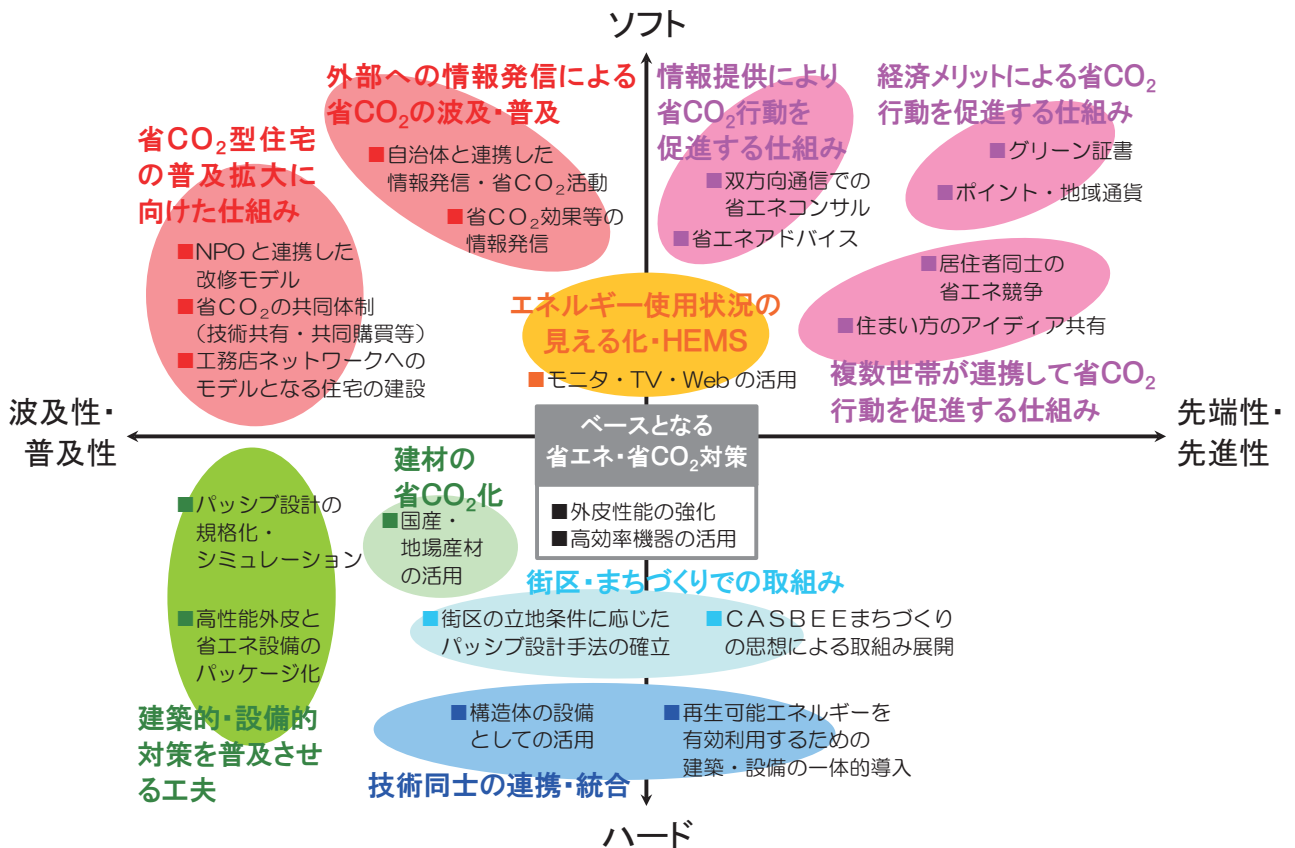 ソフト
外部への情報発信による
省CO₂の波及・普及
■自治体と連携した
情報発信・省CO₂活動
■省CO₂効果等の
情報発信
情報提供により
省CO₂行動を
促進する仕組み
■双方向通信での
省エネコンサル
■省エネアドバイス
経済メリットによる省CO₂
行動を促進する仕組み
■グリーン証書
■ポイント・地域通貨
省CO₂型住宅
の普及拡大に
向けた仕組み
■NPOと連携した
改修モデル
■省CO₂の共同体制
（技術共有・共同購買等）
■工務店ネットワークへの
モデルとなる住宅の建設
エネルギー使用状況の
見える化・HEMS
■モニタ・TV・Webの活用
■居住者同士の
省エネ競争
■住まい方のアイディア共有
複数世帯が連携して省CO₂
行動を促進する仕組み
波及性・
普及性
ベースとなる
省エネ・省CO₂対策
■外皮性能の強化
■高効率機器の活用
先端性・
先進性
建材の
省CO₂化
■国産・
地場産材
の活用
■パッシブ設計の
規格化・
シミュレーション
■高性能外皮と
省エネ設備の
パッケージ化
建築的・設備的
対策を普及させ
る工夫
街区・まちづくりでの取組み
■街区の立地条件に応じた
パッシブ設計手法の確立
■CASBEEまちづくり
の思想による取組み展開
■構造体の設備
としての活用
■再生可能エネルギーを
有効利用するための
建築・設備の一体的導入
技術同士の連携・統合
ハード